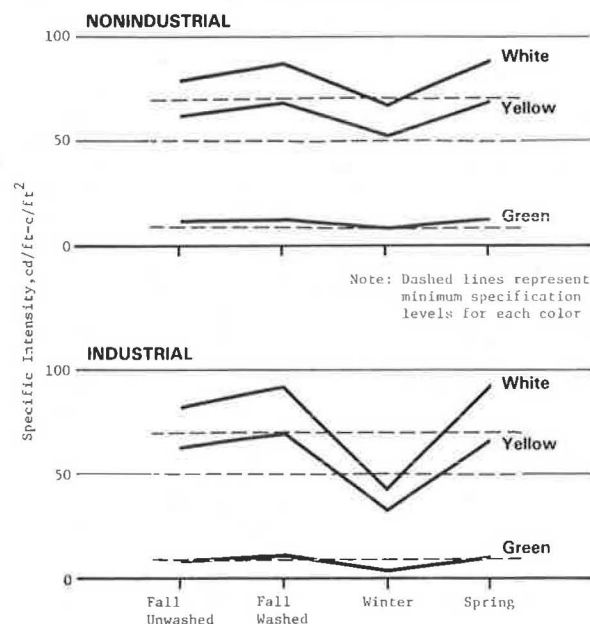 NONINDUSTRIAL
100
White
Yellow
50
Green
0
Note: Dashed lines represent
minimum specification
levels for each color
Specific Intensity, cd/ft-c/ft²
INDUSTRIAL
100
White
Yellow
50
Green
0
Fall Unwashed
Fall Washed
Winter
Spring